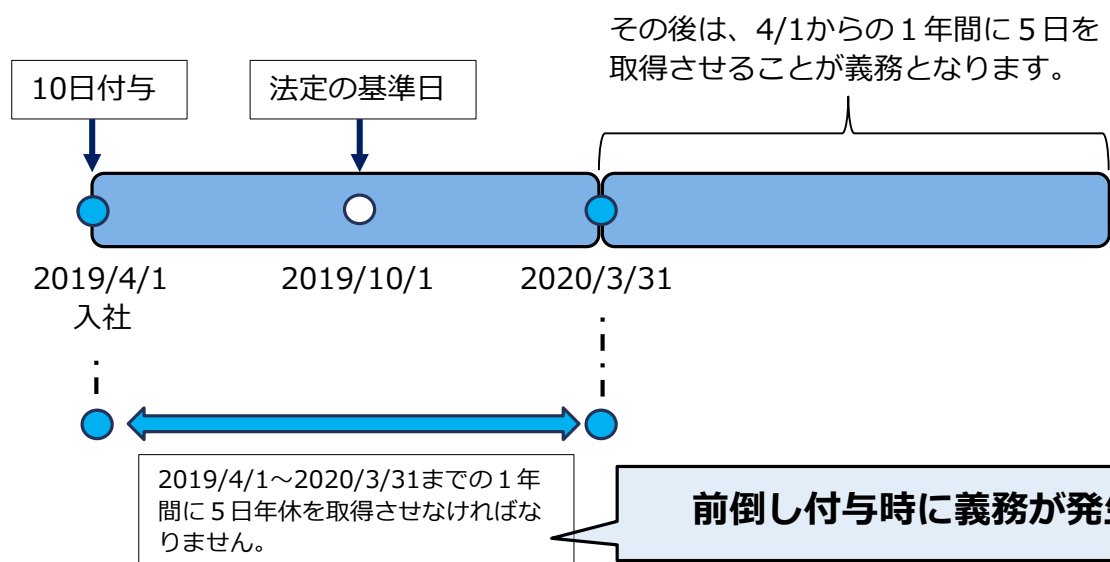 その後は、4/1からの１年間に５日を
取得させることが義務となります。
10日付与
法定の基準日
2019/4/1
入社
2019/10/1
2020/3/31
2019/4/1～2020/3/31までの１年
間に５日年休を取得させなければな
りません。
前倒し付与時に義務が発